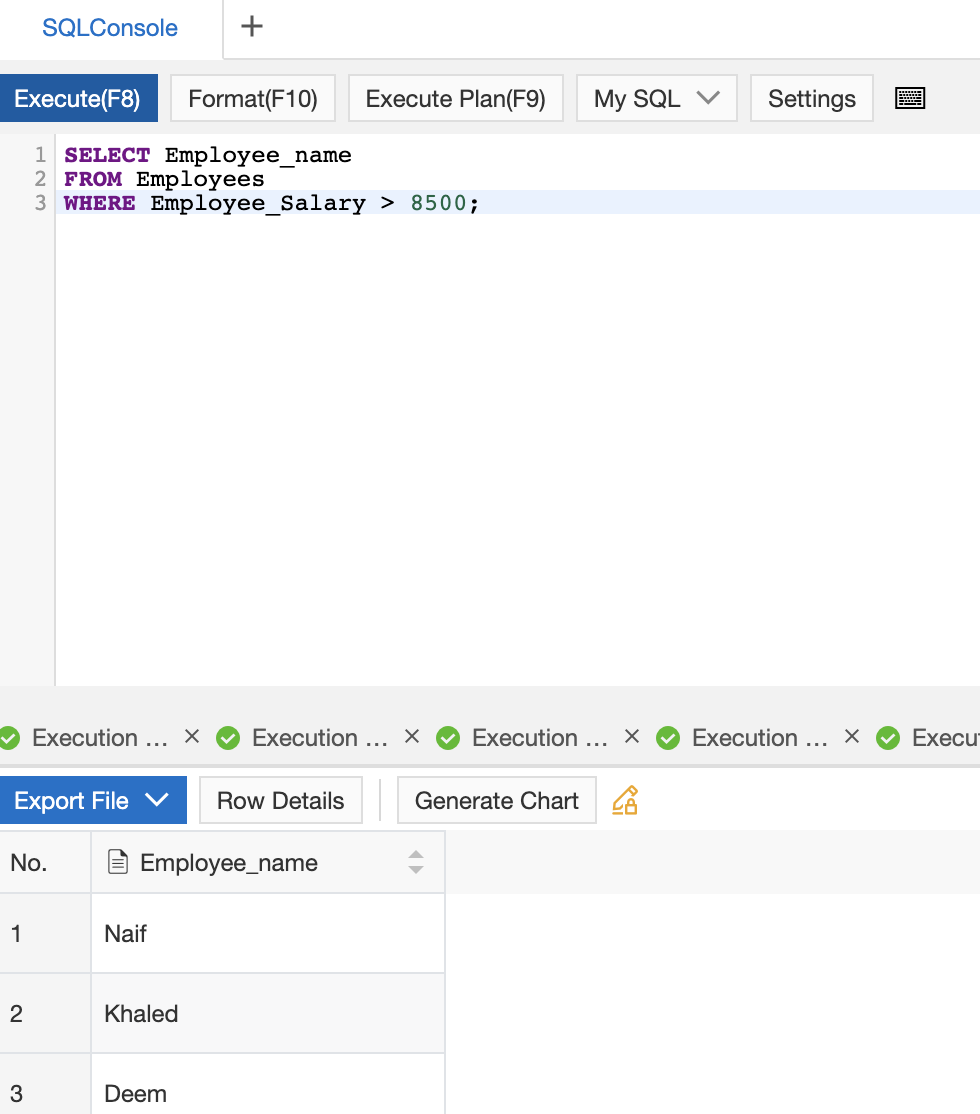 SQLConsole +
Execute(F8) Format(F10) Execute Plan(F9) My SQL Settings
1 SELECT Employee_name
2 FROM Employees
3 WHERE Employee_Salary > 8500;
Execution ... × Execution ... × Execution ... × Execution ... × Execut
Export File Row Details Generate Chart
No. Employee_name
1 Naif
2 Khaled
3 Deem